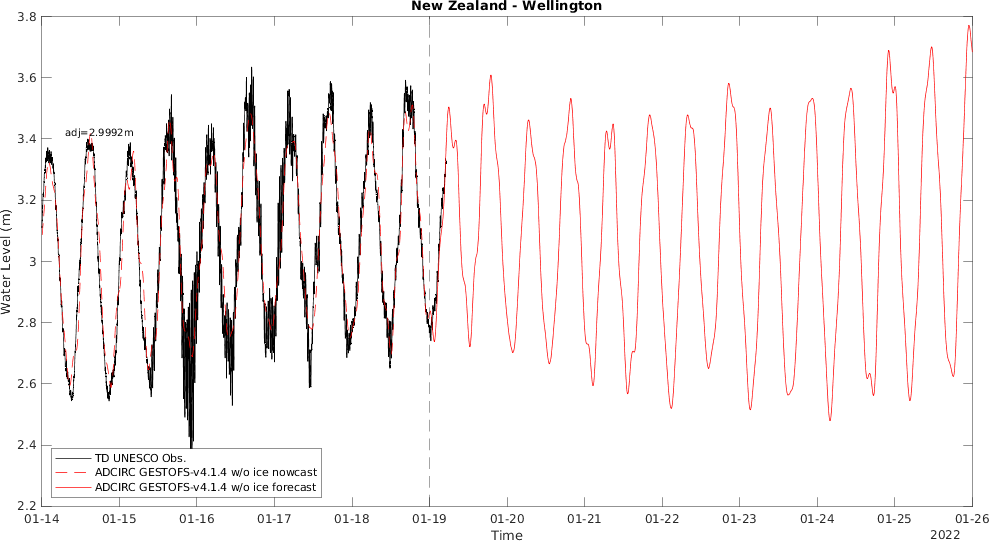 New Zealand - Wellington
Water Level (m)
3.8
3.6
3.4
3.2
3
2.8
2.6
2.4
2.2
adj=2.9992m
TD UNESCO Obs.
ADCIRC GESTOFS-v4.1.4 w/o ice nowcast
ADCIRC GESTOFS-v4.1.4 w/o ice forecast
01-14 01-15 01-16 01-17 01-18 01-19 01-20 01-21 01-22 01-23 01-24 01-25 01-26
Time
2022